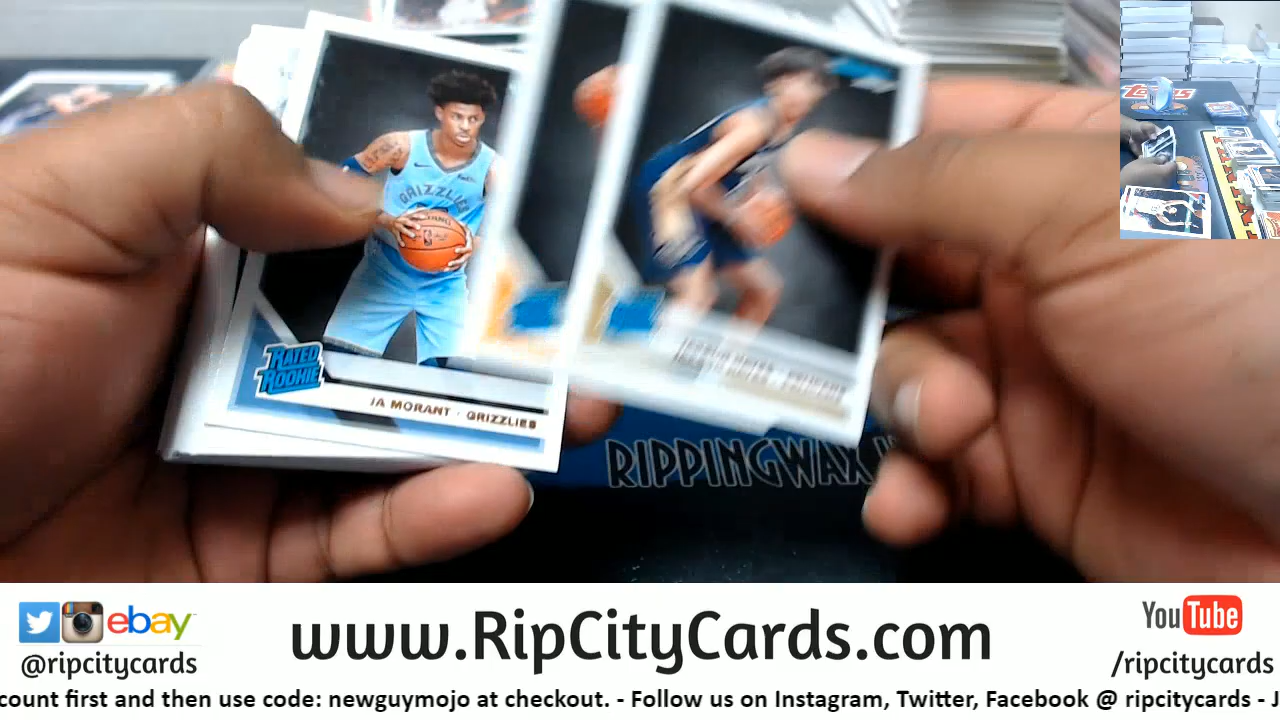 GRIZZLIES
RATED
ROOKIE
JA MORANT · GRIZZLIES
RIPPINGWAX
ebay
@ripcitycards
www.RipCityCards.com
YouTube
/ripcitycards
count first and then use code: newguymojo at checkout. - Follow us on Instagram, Twitter, Facebook @ ripcitycards - J